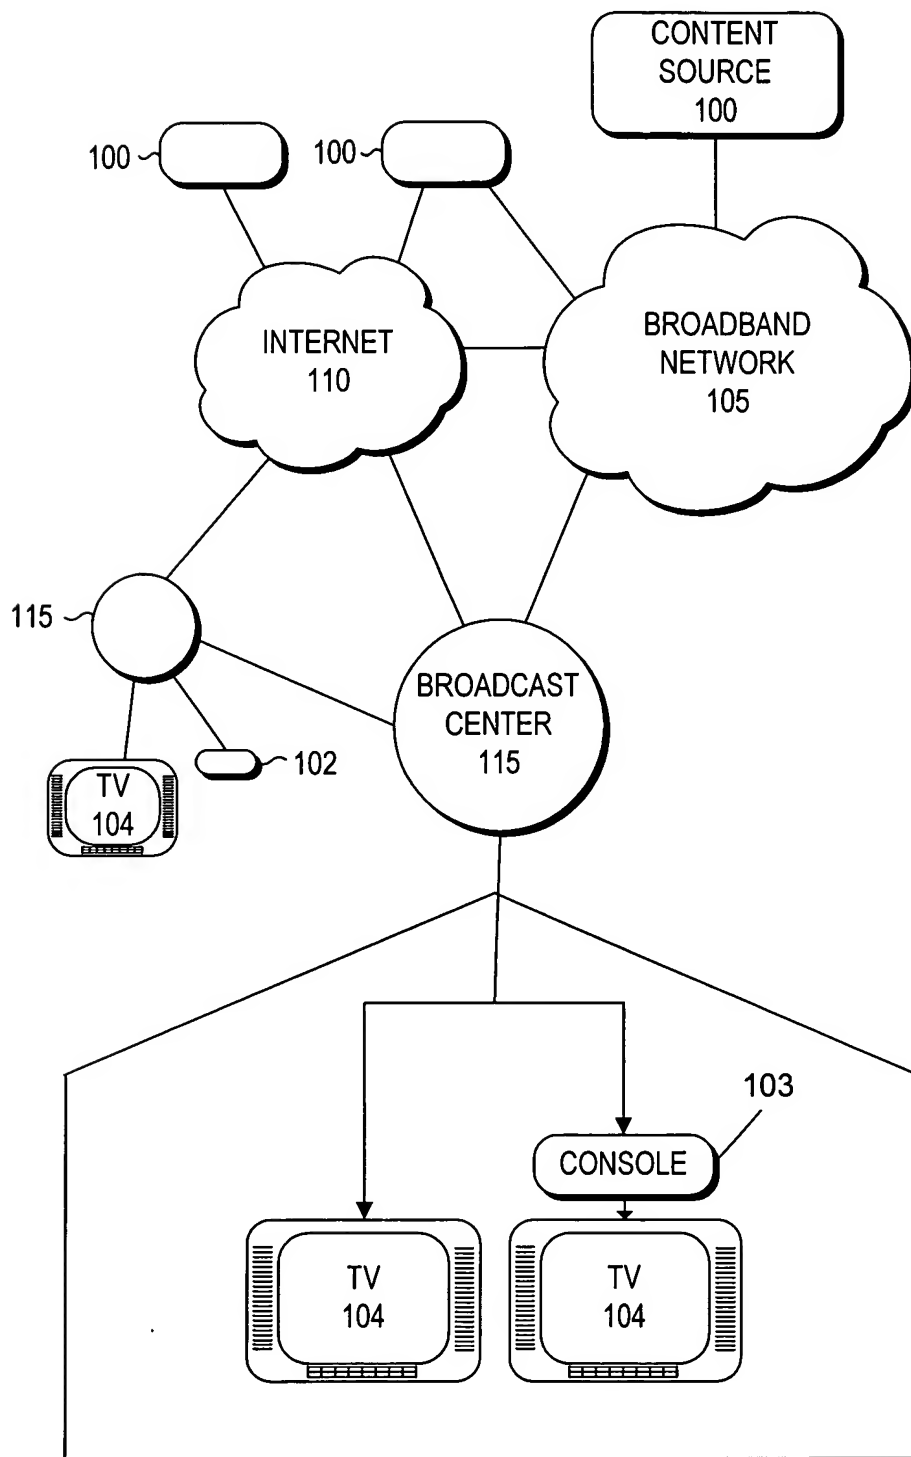 CONTENT
SOURCE
100
100
100
INTERNET
110
BROADBAND
NETWORK
105
115
BROADCAST
CENTER
115
102
TV
104
103
CONSOLE
TV
104
TV
104